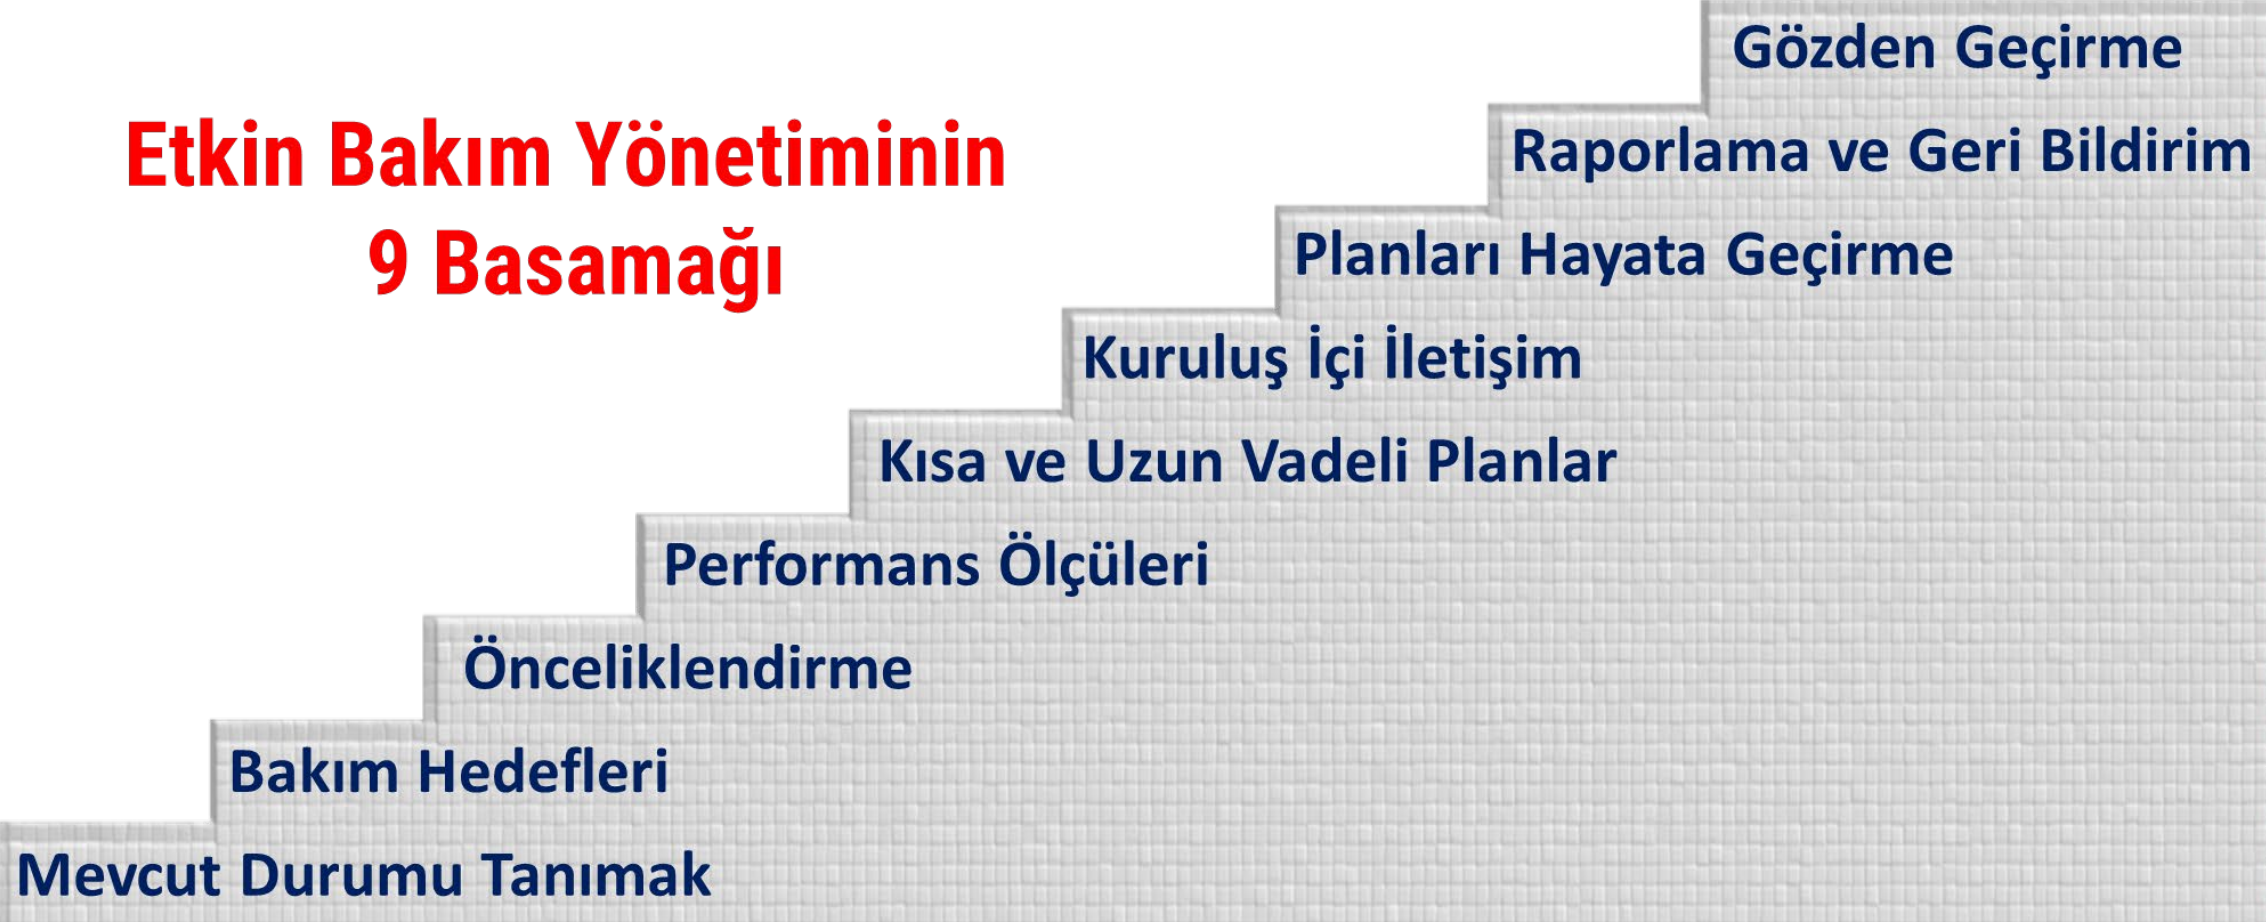 Gözden Geçirme
Etkin Bakım Yönetiminin
9 Basamağı
Raporlama ve Geri Bildirim
Planları Hayata Geçirme
Kuruluş İçi İletişim
Kısa ve Uzun Vadeli Planlar
Performans Ölçüleri
Önceliklendirme
Bakım Hedefleri
Mevcut Durumu Tanımak